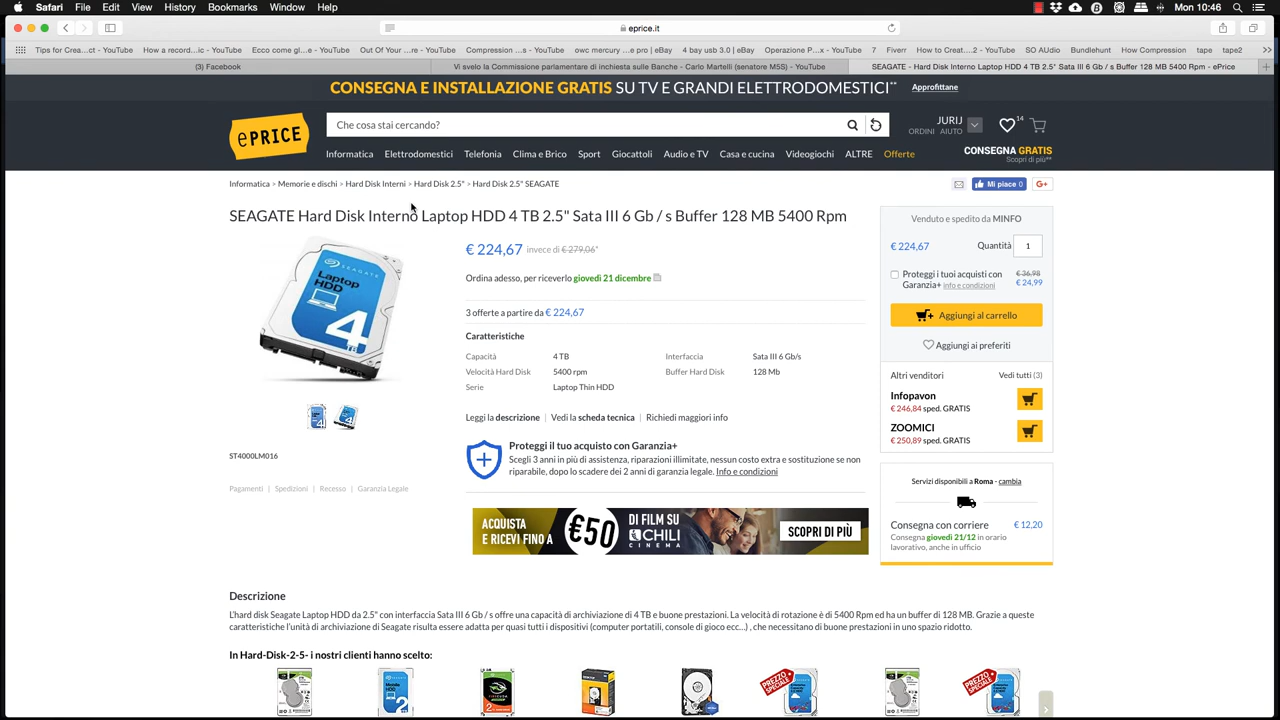 Safari File Edit View History Bookmarks Window Help Mon 10:46
eprice.it
Tips for Crea...ct - YouTube How a record...ic - YouTube Ecco come gl...e - YouTube Out Of Your ...re - YouTube Compression ...s - YouTube owc mercury ...e pro | eBay 4 bay usb 3.0 | eBay Operazione P...x - YouTube 7 Fiverr How to Creat...2 - YouTube SO AUdio Bundlehunt How Compression tape tape2
(3) Facebook Vi svelo la Commissione parlamentare di inchiesta sulle Banche - Carlo Martelli (senatore M5S) - YouTube SEAGATE - Hard Disk Interno Laptop HDD 4 TB 2.5" Sata III 6 Gb / s Buffer 128 MB 5400 Rpm - ePrice
CONSEGNA E INSTALLAZIONE GRATIS SU TV E GRANDI ELETTRODOMESTICI** Approfittane
ePRICE
Che cosa stai cercando?
JURIJ
ORDINI AIUTO
14
Informatica Elettrodomestici Telefonia Clima e Brico Sport Giocattoli Audio e TV Casa e cucina Videogiochi ALTRE Offerte
CONSEGNA GRATIS
Scopri di più**
Informatica > Memorie e dischi > Hard Disk Interni > Hard Disk 2.5" > Hard Disk 2.5" SEAGATE
Mi piace 0
G+
SEAGATE Hard Disk Interno Laptop HDD 4 TB 2.5" Sata III 6 Gb / s Buffer 128 MB 5400 Rpm
SEAGATE
Laptop
HDD
4
TB
ST4000LM016
Pagamenti | Spedizioni | Recesso | Garanzia Legale
€ 224,67 invece di € 279,06*
Ordina adesso, per riceverlo giovedì 21 dicembre
3 offerte a partire da € 224,67
Caratteristiche
Capacità 4 TB Interfaccia Sata III 6 Gb/s
Velocità Hard Disk 5400 rpm Buffer Hard Disk 128 Mb
Serie Laptop Thin HDD
Leggi la descrizione | Vedi la scheda tecnica | Richiedi maggiori info
Proteggi il tuo acquisto con Garanzia+
Scegli 3 anni in più di assistenza, riparazioni illimitate, nessun costo extra e sostituzione se non
riparabile, dopo lo scadere dei 2 anni di garanzia legale. Info e condizioni
ACQUISTA
E RICEVI FINO A
€50
DI FILM SU
CHILI
CINEMA
SCOPRI DI PIÙ
Venduto e spedito da MINFO
€ 224,67 Quantità 1
Proteggi i tuoi acquisti con € 36,98
Garanzia+ info e condizioni € 24,99
Aggiungi al carrello
Aggiungi ai preferiti
Altri venditori Vedi tutti (3)
Infopavon
€ 246,84 sped. GRATIS
ZOOMICI
€ 250,89 sped. GRATIS
Servizi disponibili a Roma - cambia
Consegna con corriere € 12,20
Consegna giovedì 21/12 in orario
lavorativo, anche in ufficio
Descrizione
L'hard disk Seagate Laptop HDD da 2.5" con interfaccia Sata III 6 Gb / s offre una capacità di archiviazione di 4 TB e buone prestazioni. La velocità di rotazione è di 5400 Rpm ed ha un buffer di 128 MB. Grazie a queste
caratteristiche l'unità di archiviazione di Seagate risulta essere adatta per quasi tutti i dispositivi (computer portatili, console di gioco ecc...) , che necessitano di buone prestazioni in uno spazio ridotto.
In Hard-Disk-2-5- i nostri clienti hanno scelto:
PREZZO
SPECIALE
PREZZO
SPECIALE